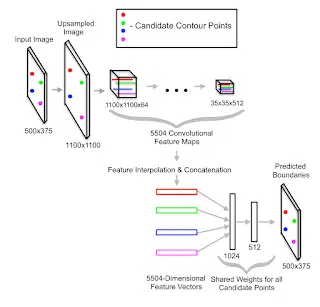 - Candidate Contour Points
Upsampled
Image
Input Image
500x375
1100x1100
1100x1100x64
35x35x512
5504 Convolutional
Feature Maps
Feature Interpolation & Concatenation
Predicted
Boundaries
1024
512
500x375
5504-Dimensional
Feature Vectors
Shared Weights for all
Candidate Points